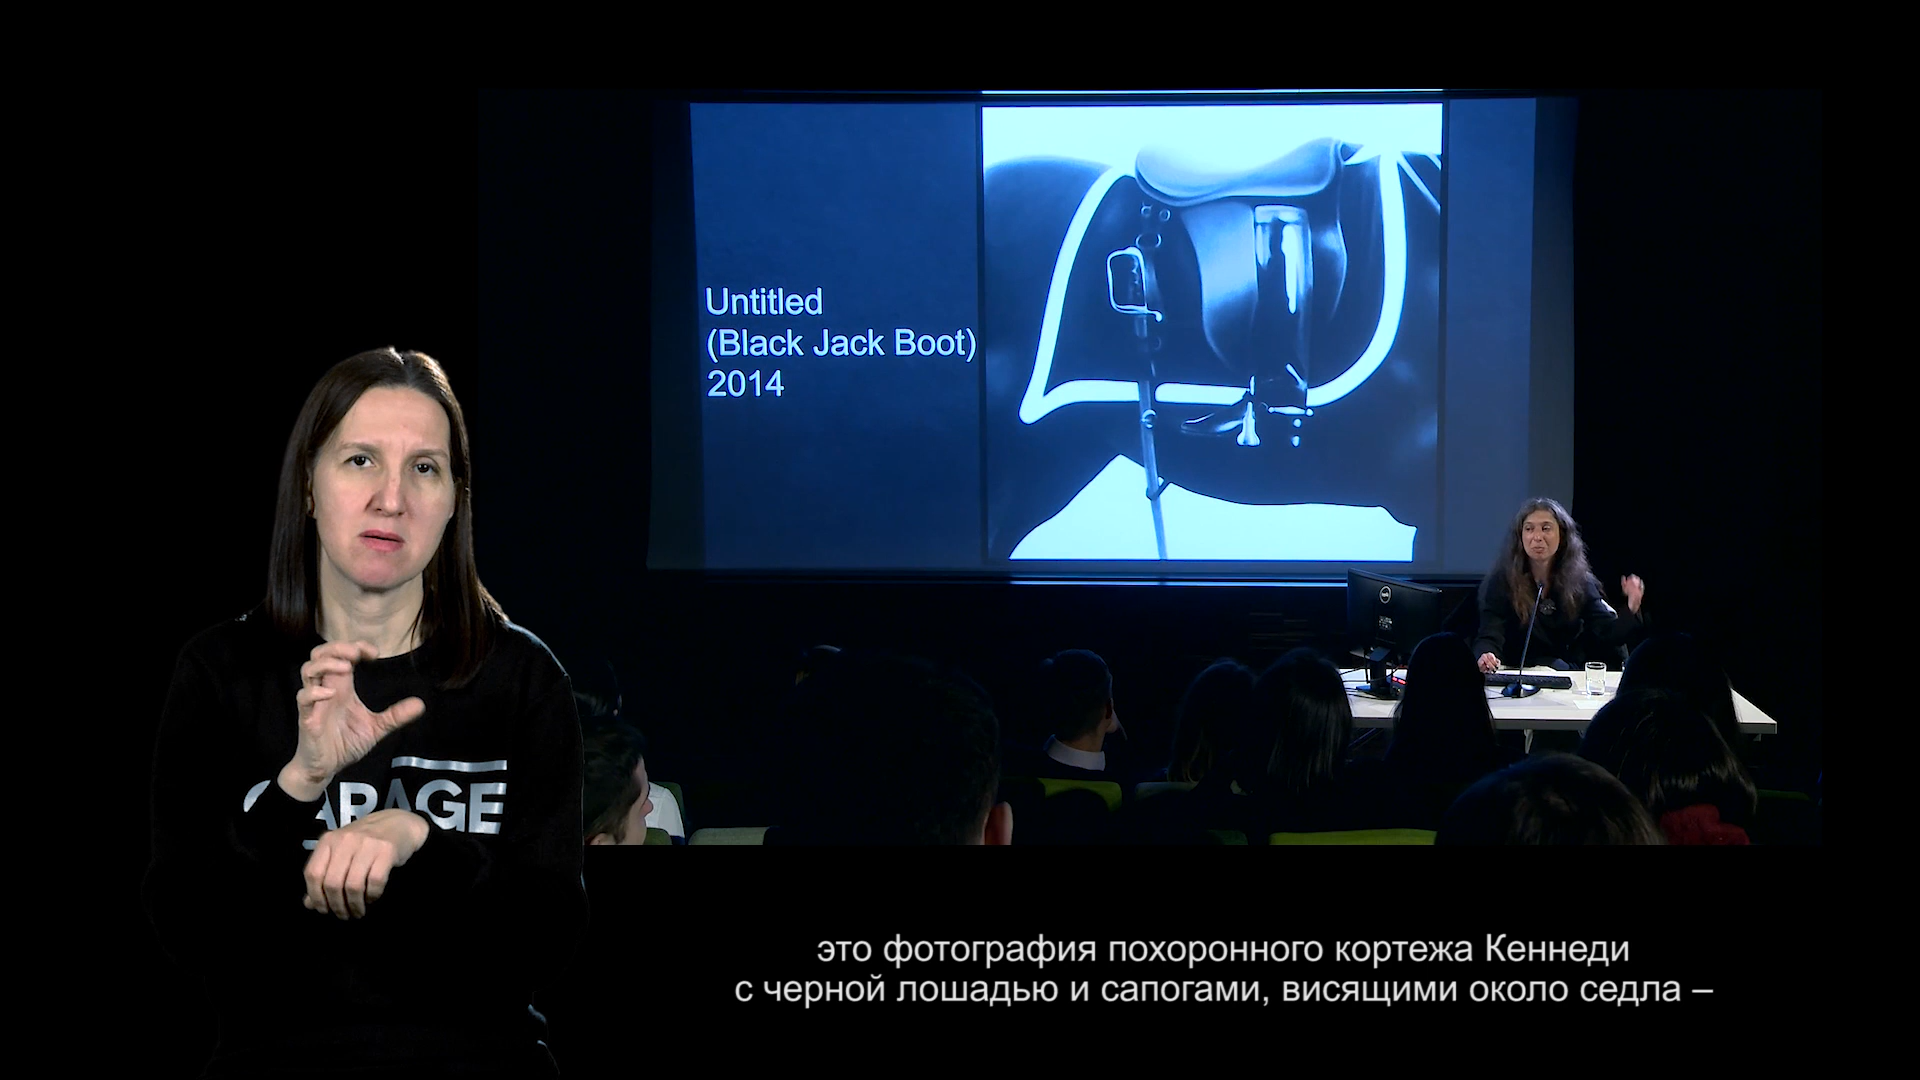 Untitled
(Black Jack Boot)
2014
GARAGE
это фотография похоронного кортежа Кеннеди
с черной лошадью и сапогами, висящими около седла –